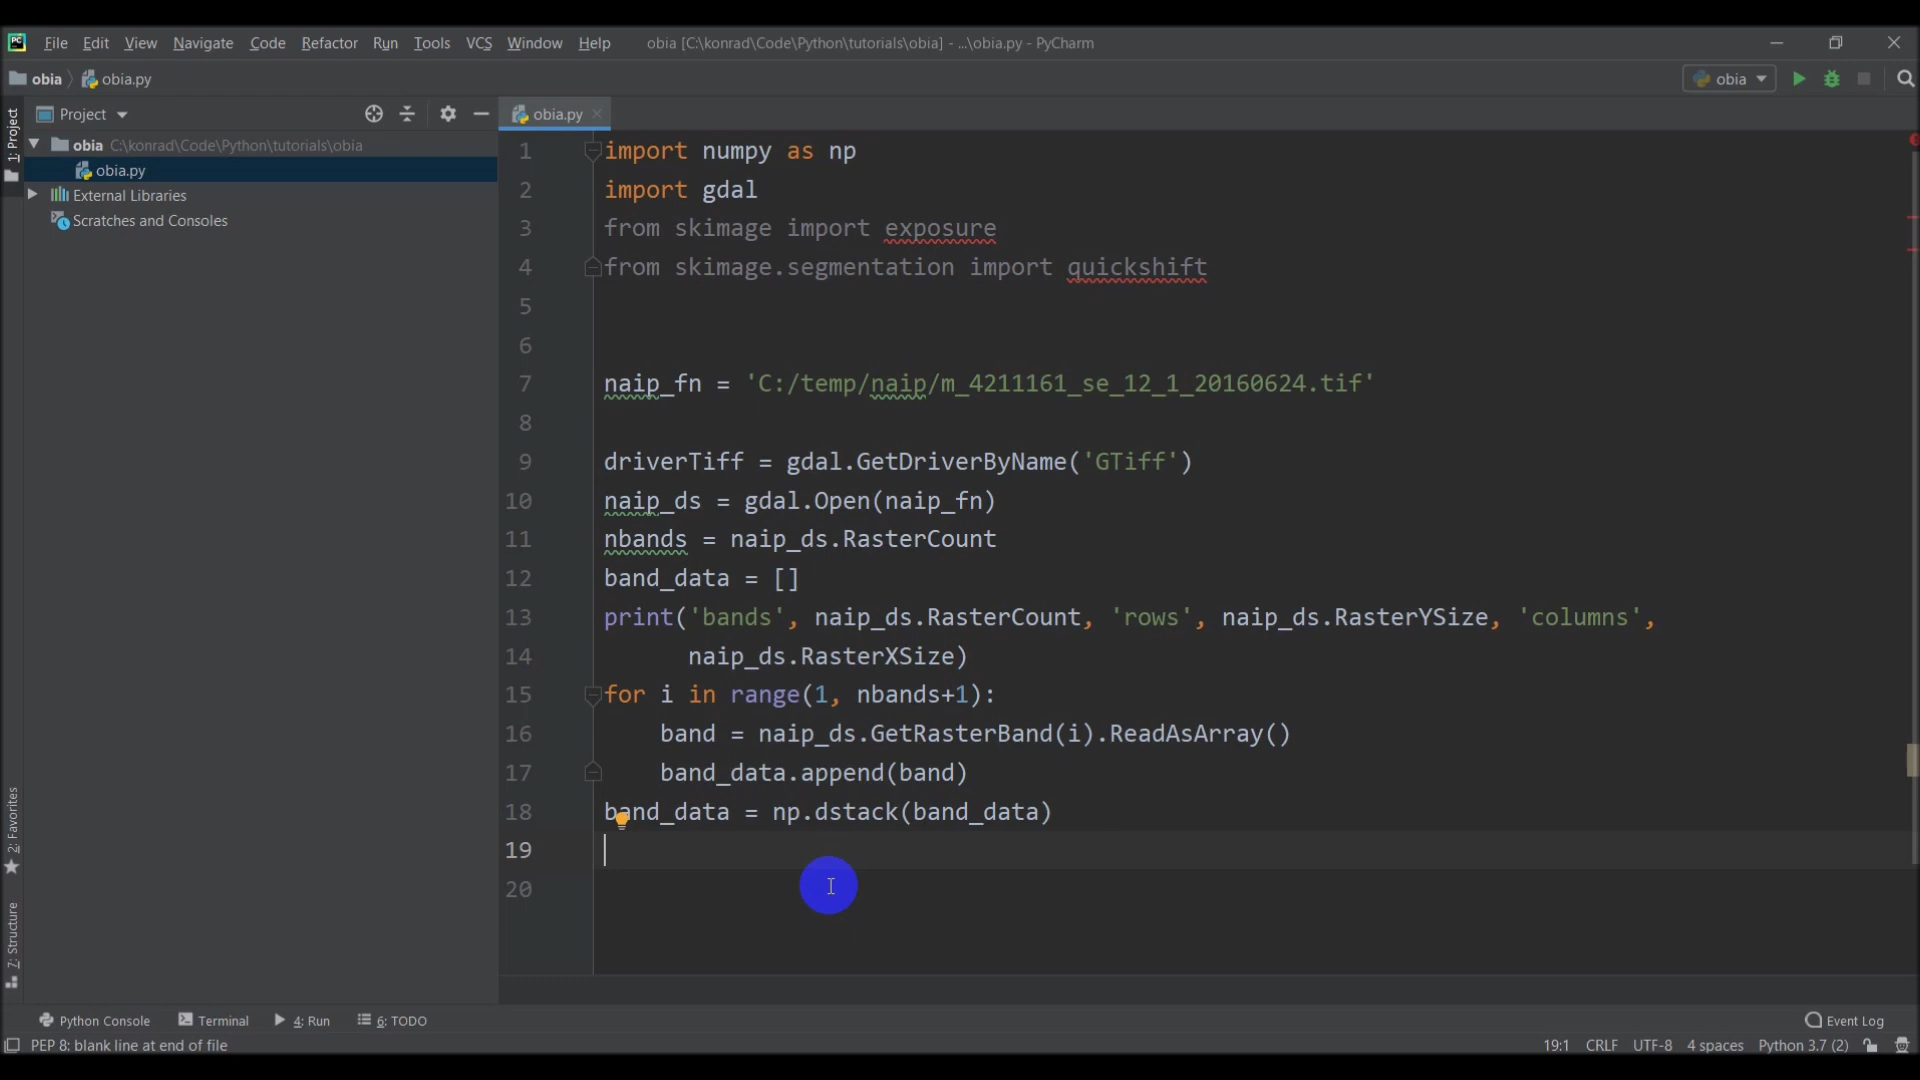 File Edit View Navigate Code Refactor Run Tools VCS Window Help obia [C:\konrad\Code\Python\tutorials\obia] - ...\obia.py - PyCharm
obia obia.py obia
Project obia.py
1: Project
obia C:\konrad\Code\Python\tutorials\obia
obia.py
External Libraries
Scratches and Consoles
1 import numpy as np
2 import gdal
3 from skimage import exposure
4 from skimage.segmentation import quickshift
5
6
7 naip_fn = 'C:/temp/naip/m_4211161_se_12_1_20160624.tif'
8
9 driverTiff = gdal.GetDriverByName('GTiff')
10 naip_ds = gdal.Open(naip_fn)
11 nbands = naip_ds.RasterCount
12 band_data = []
13 print('bands', naip_ds.RasterCount, 'rows', naip_ds.RasterYSize, 'columns',
14       naip_ds.RasterXSize)
15 for i in range(1, nbands+1):
16     band = naip_ds.GetRasterBand(i).ReadAsArray()
17     band_data.append(band)
18 band_data = np.dstack(band_data)
19
20
2: Favorites
Z: Structure
Python Console Terminal 4: Run 6: TODO Event Log
PEP 8: blank line at end of file 19:1 CRLF UTF-8 4 spaces Python 3.7 (2)